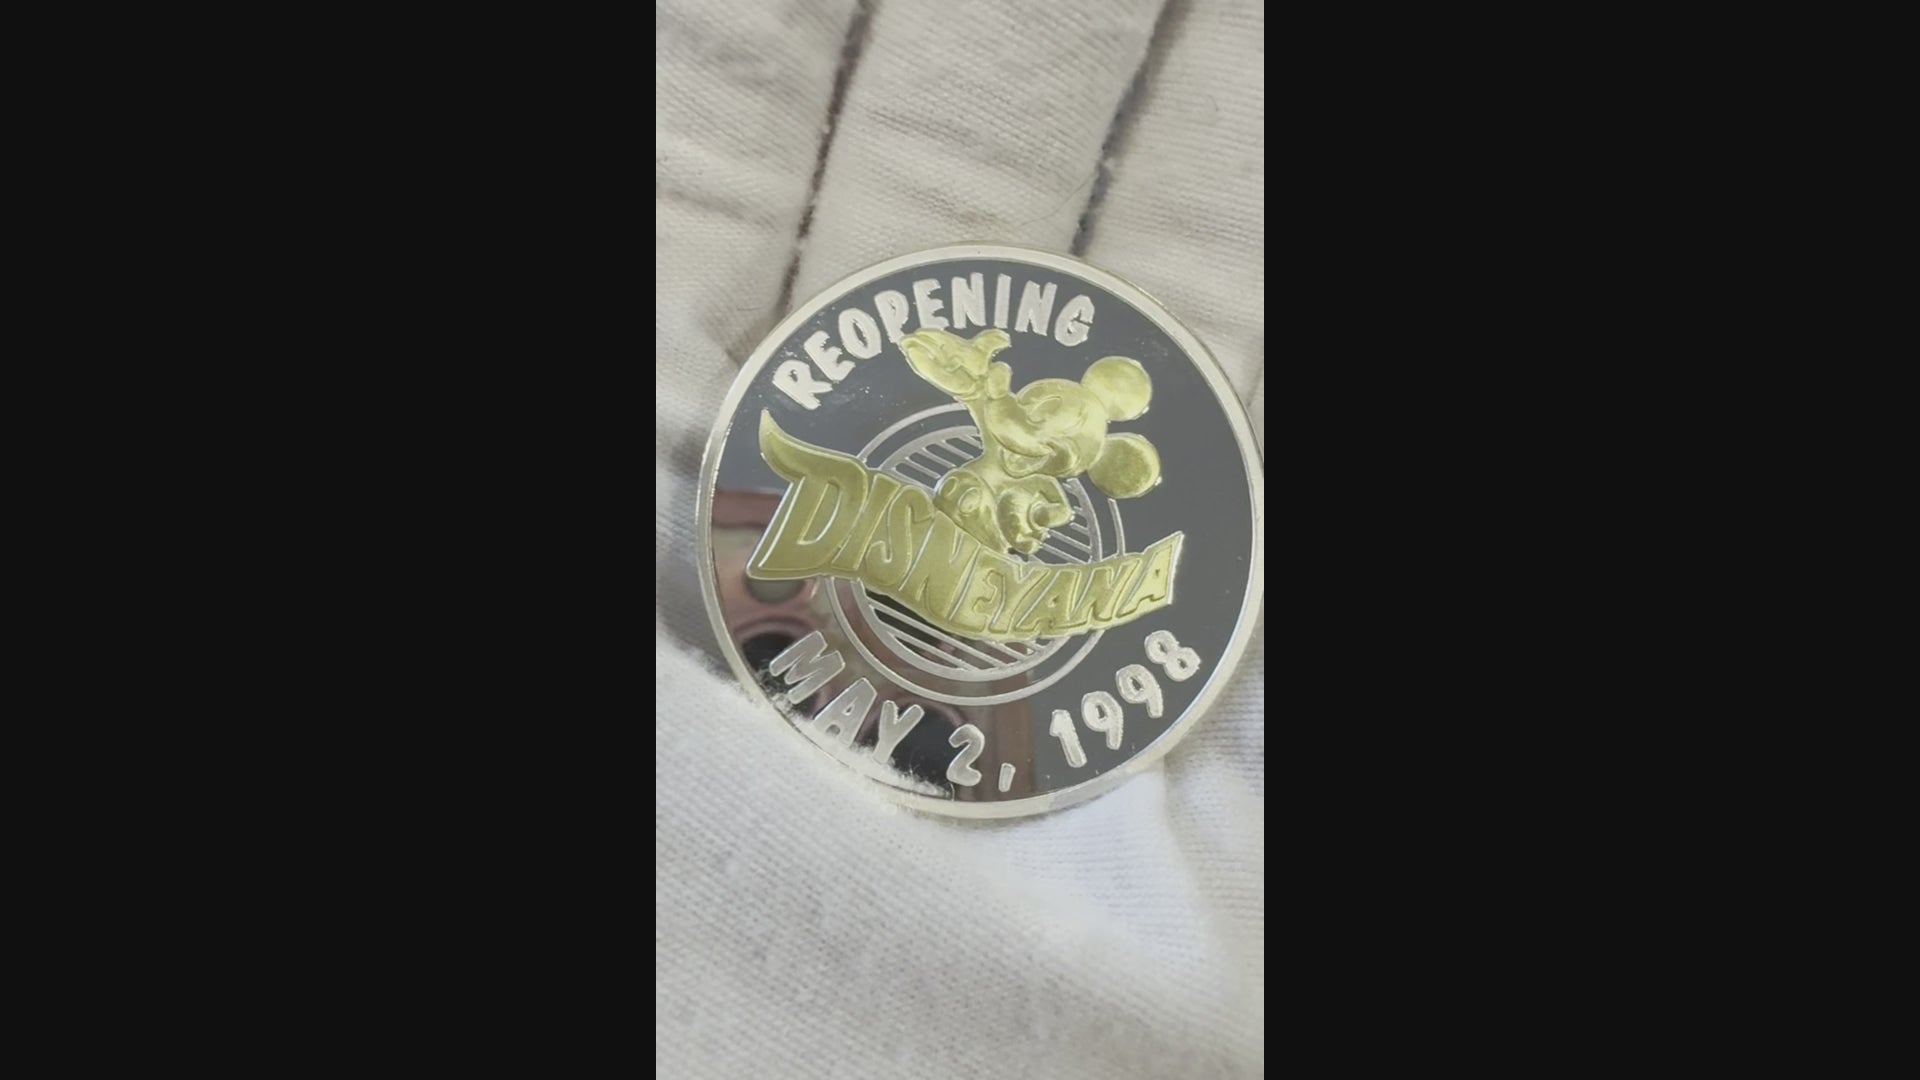 REOPENING
DISNEYANA
MAY 2, 1998